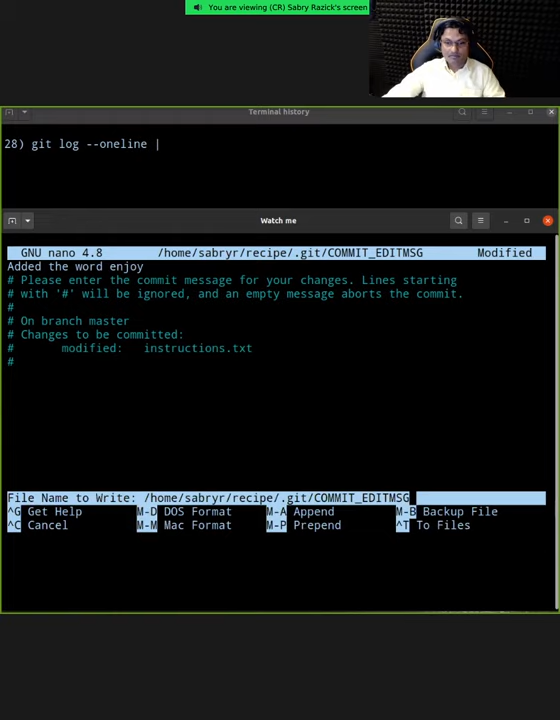 You are viewing (CR) Sabry Razick's screen
Terminal history
28) git log --oneline |
Watch me
GNU nano 4.8 /home/sabryr/recipe/.git/COMMIT_EDITMSG Modified
Added the word enjoy
# Please enter the commit message for your changes. Lines starting
# with '#' will be ignored, and an empty message aborts the commit.
#
# On branch master
# Changes to be committed:
# modified: instructions.txt
#
File Name to Write: /home/sabryr/recipe/.git/COMMIT_EDITMSG
^G Get Help M-D DOS Format M-A Append M-B Backup File
^C Cancel M-M Mac Format M-P Prepend ^T To Files